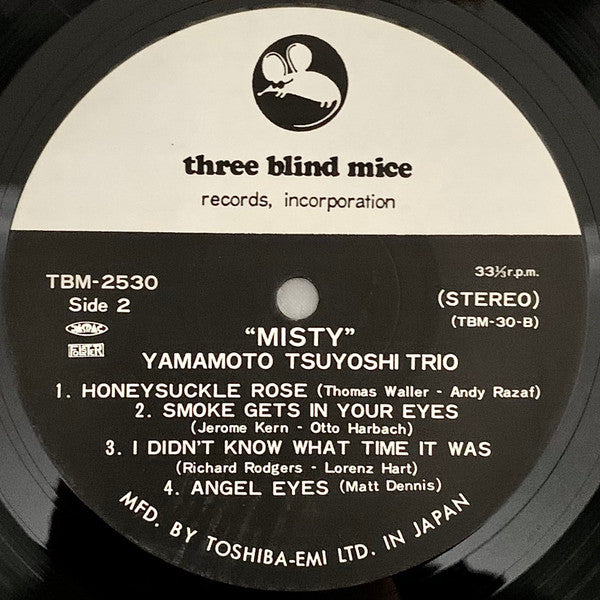 three blind mice
records, incorporation
TBM-2530
33⅓r.p.m.
Side 2
(STEREO)
(TBM-30-B)
"MISTY"
YAMAMOTO TSUYOSHI TRIO
1. HONEYSUCKLE ROSE (Thomas Waller - Andy Razaf)
2. SMOKE GETS IN YOUR EYES
(Jerome Kern - Otto Harbach)
3. I DIDN'T KNOW WHAT TIME IT WAS
(Richard Rodgers - Lorenz Hart)
4. ANGEL EYES (Matt Dennis)
MFD. BY TOSHIBA-EMI LTD. IN JAPAN